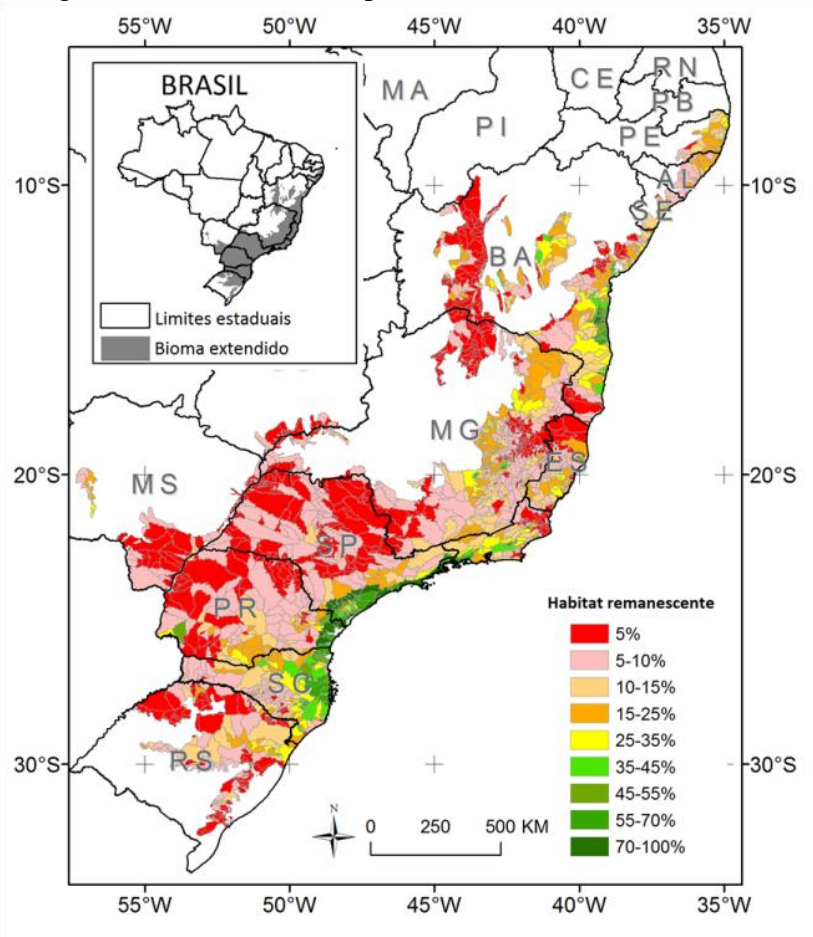 55°W 50°W 45°W 40°W 35°W
BRASIL
Limites estaduais
Bioma extendido
MA
PI
CE
RN
PB
PE
AL
SE
BA
MG
ES
MS
SP
PR
SC
RS
10°S 10°S
20°S 20°S
30°S 30°S
Habitat remanescente
5%
5-10%
10-15%
15-25%
25-35%
35-45%
45-55%
55-70%
70-100%
N
0 250 500 KM
55°W 50°W 45°W 40°W 35°W